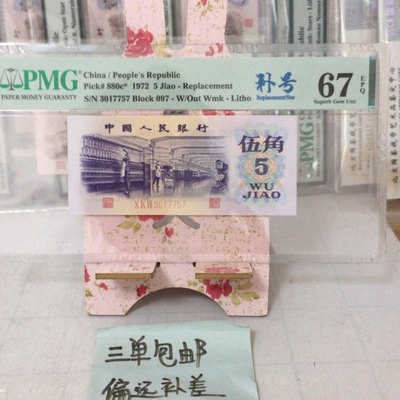 PMG
PAPER MONEY GUARANTY
China / People's Republic
Pick# 880c* 1972 5 Jiao - Replacement
S/N 3017757 Block 097 - W/Out Wmk - Litho
补号
Replacement/Star
67
EPQ
Superb Gem Unc
中国人民银行
伍角
5
WU
JIAO
3017757
三单包邮
偏远补差